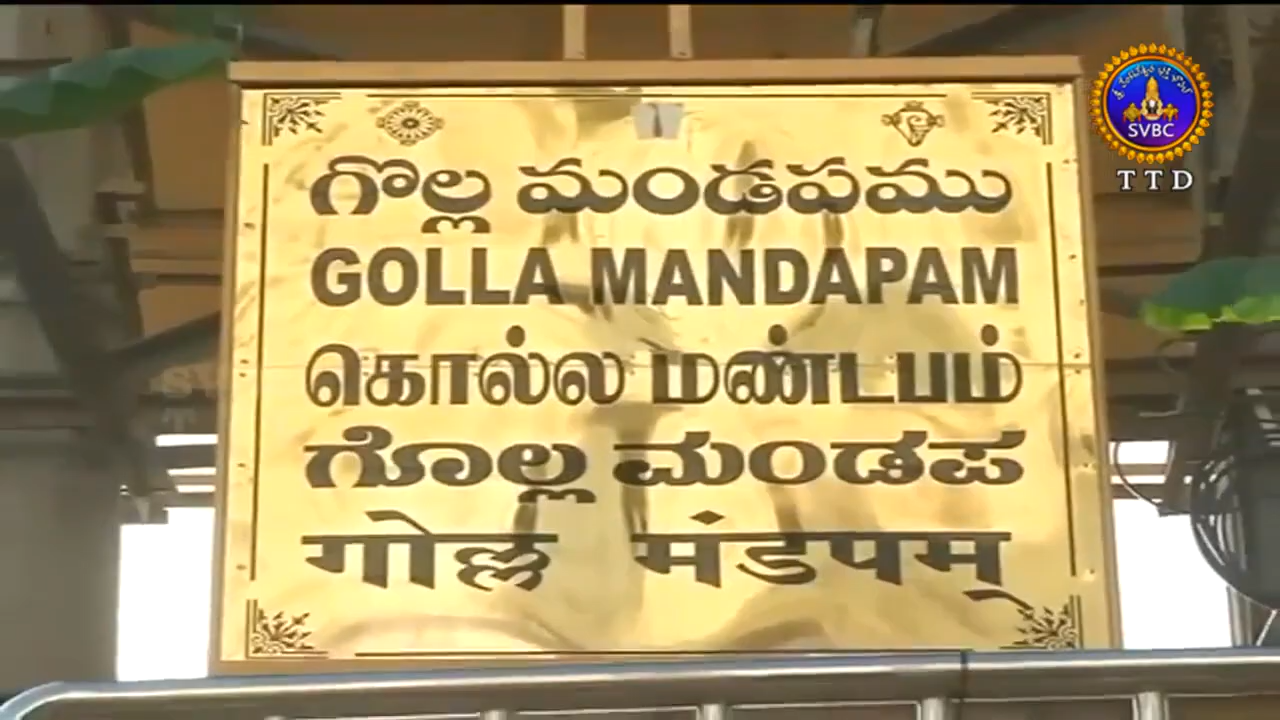 గొల్ల మండపము
GOLLA MANDAPAM
கொல்ல மண்டபம்
ಗೊಲ್ಲ ಮಂಡಪ
गोल्ल मंडपम्
SVBC
TTD